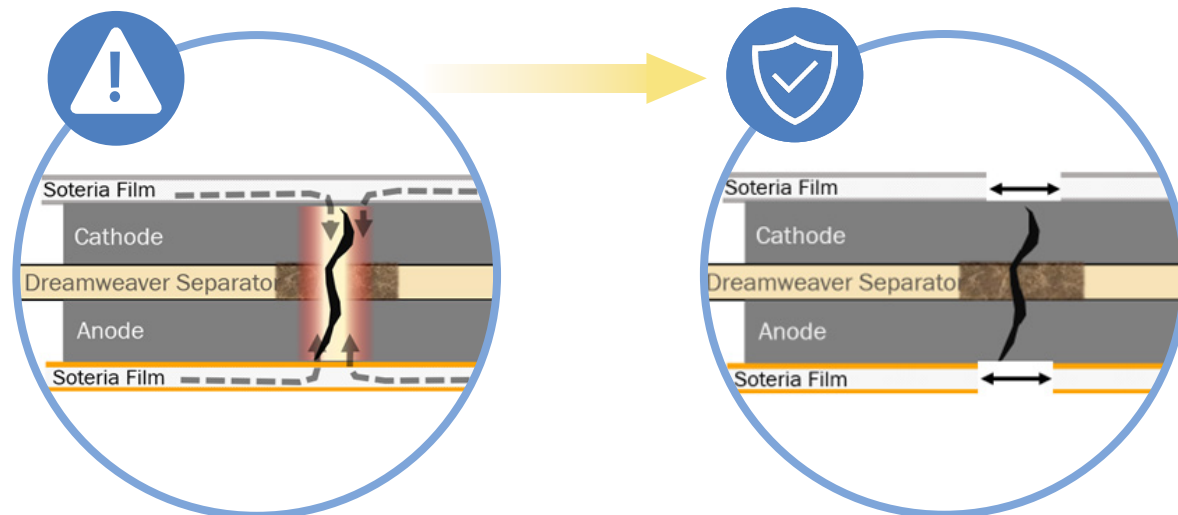 Soteria Film
Cathode
Dreamweaver Separator
Anode
Soteria Film
Soteria Film
Cathode
Dreamweaver Separator
Anode
Soteria Film